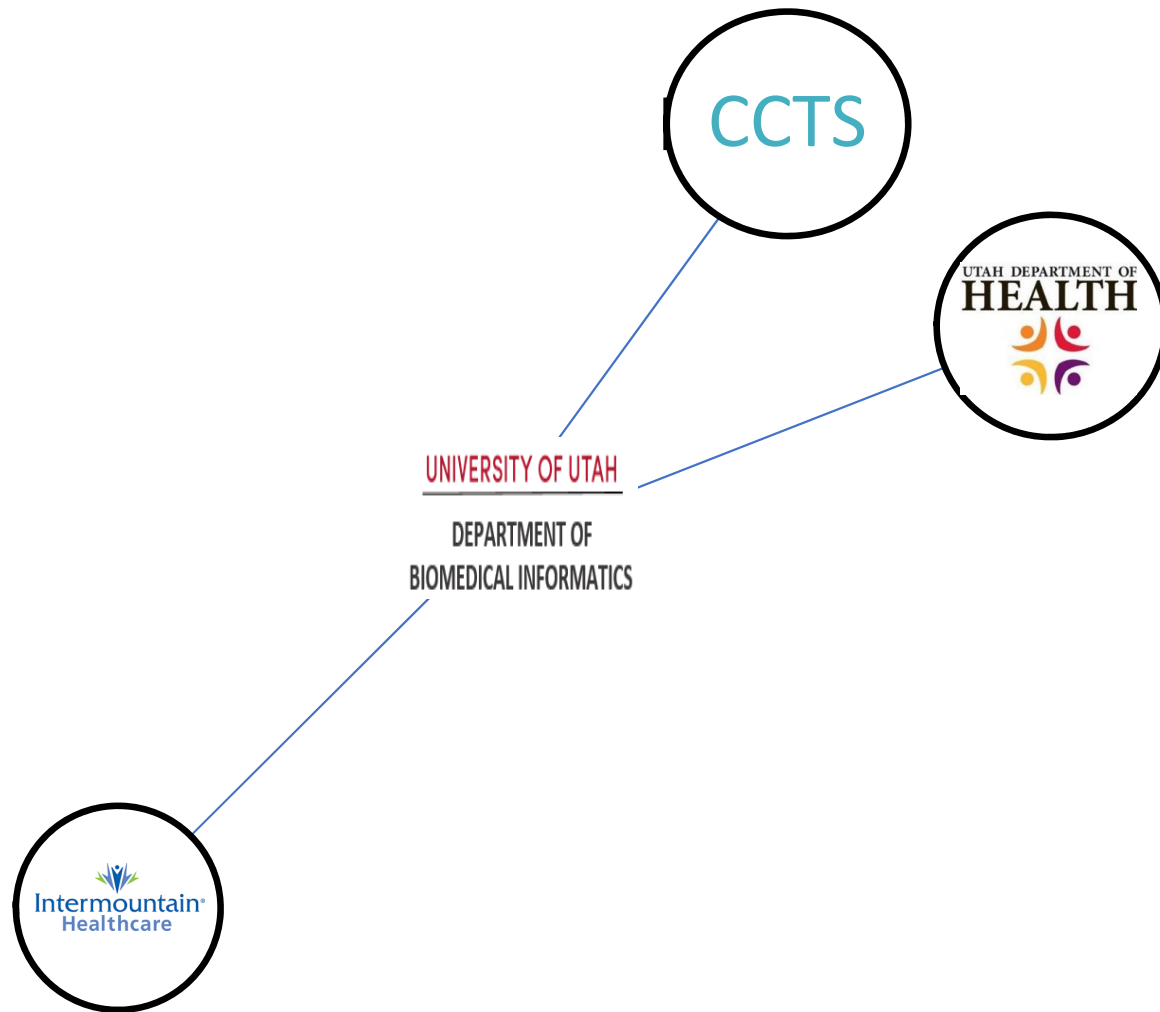 CCTS
UTAH DEPARTMENT OF
HEALTH
UNIVERSITY OF UTAH
DEPARTMENT OF
BIOMEDICAL INFORMATICS
Intermountain®
Healthcare